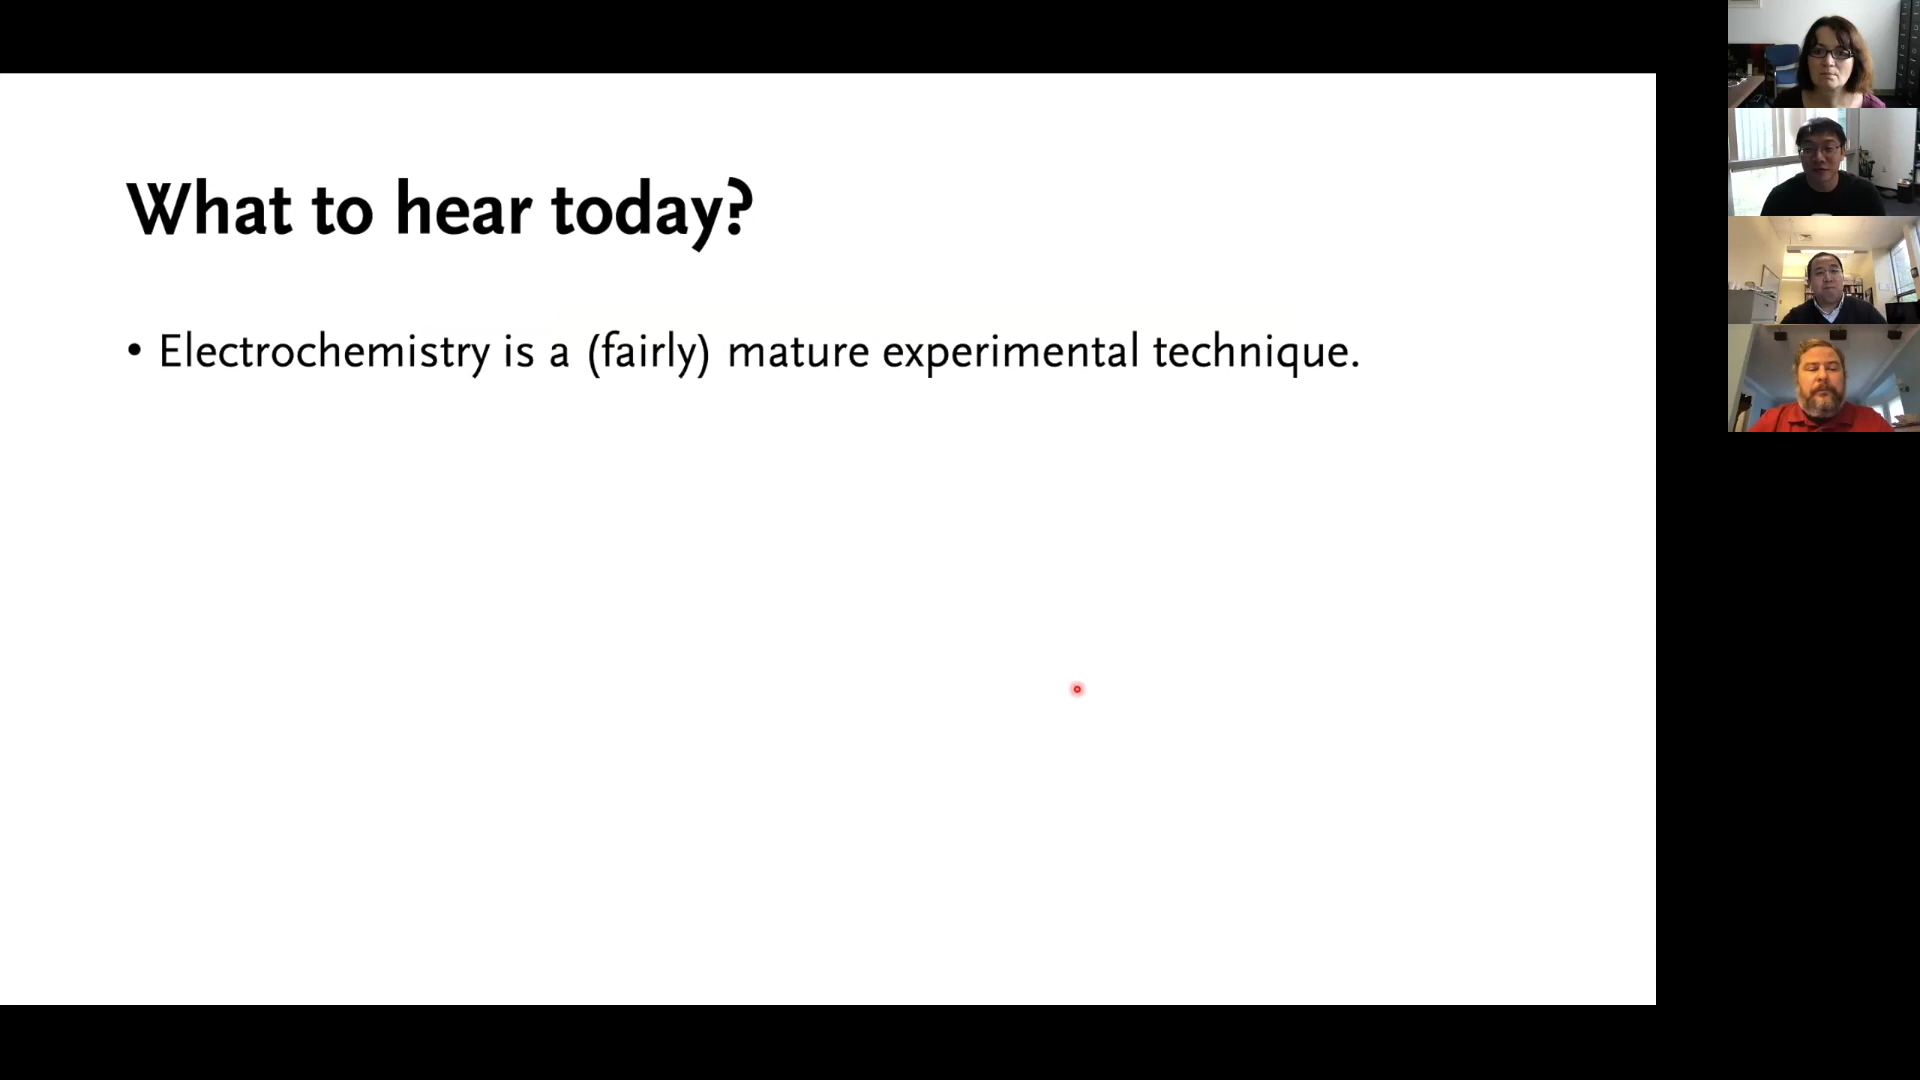 What to hear today?
• Electrochemistry is a (fairly) mature experimental technique.